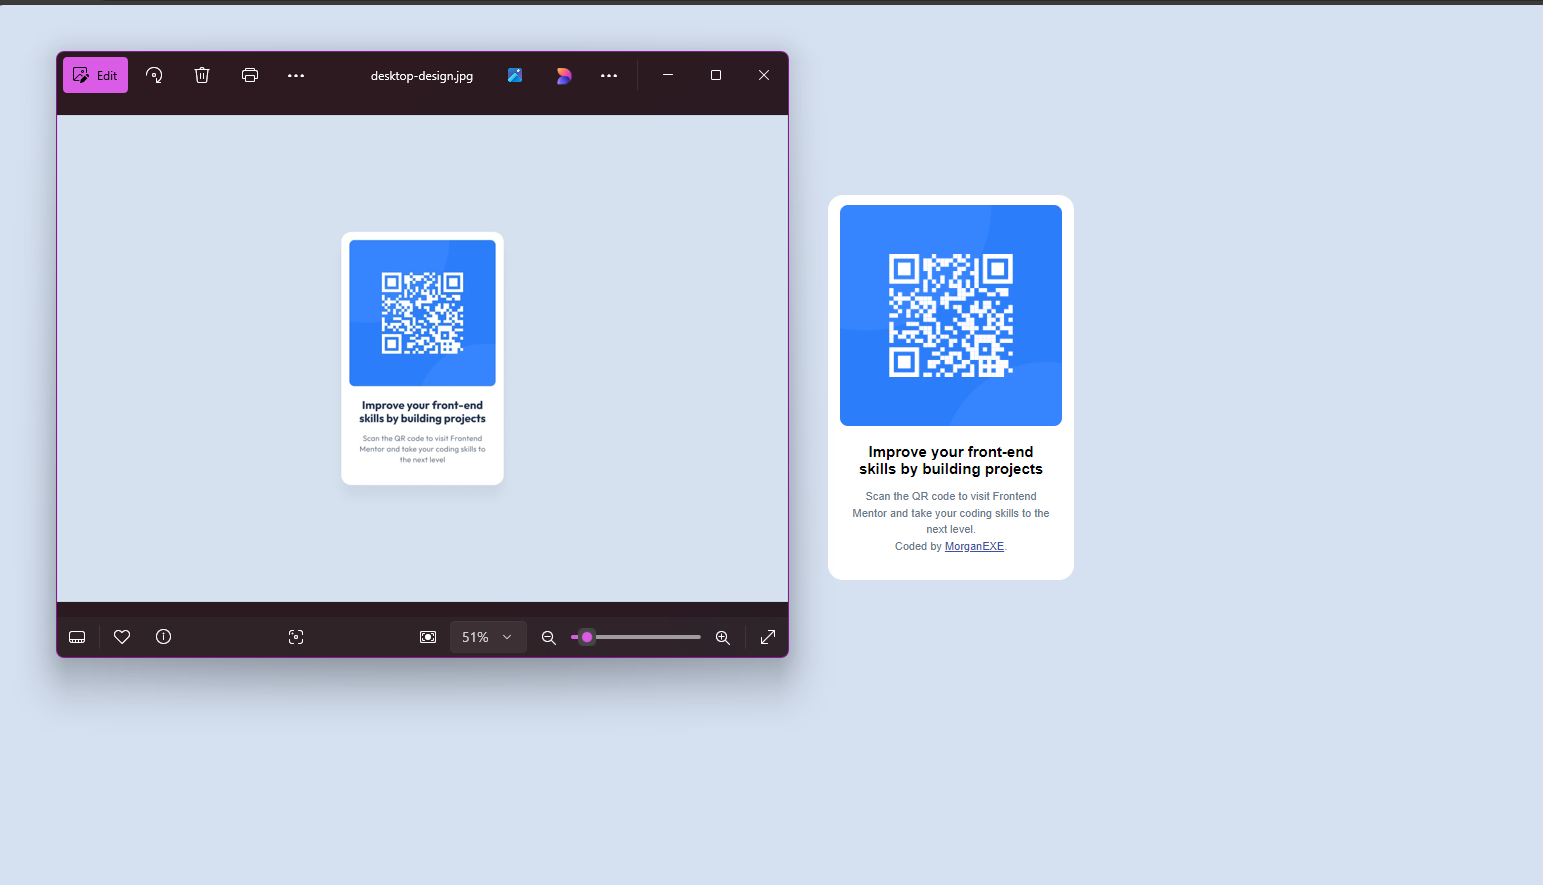 Edit
desktop-design.jpg
Improve your front-end
skills by building projects
Scan the QR code to visit Frontend
Mentor and take your coding skills to
the next level
51%
Improve your front-end
skills by building projects
Scan the QR code to visit Frontend
Mentor and take your coding skills to the
next level.
Coded by MorganEXE.